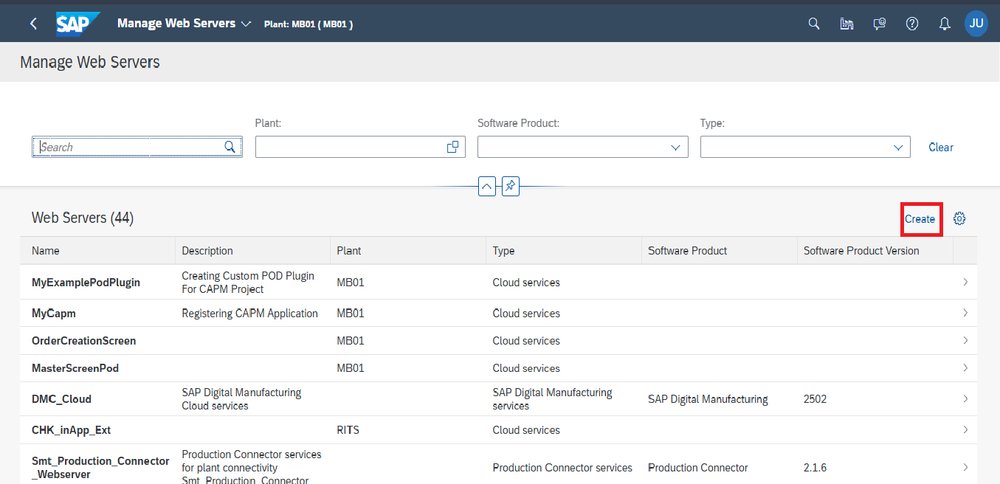 SAP Manage Web Servers Plant: MB01 ( MB01 ) JU
Manage Web Servers
Plant: Software Product: Type:
Search Clear
Web Servers (44) Create
Name Description Plant Type Software Product Software Product Version
MyExamplePodPlugin Creating Custom POD Plugin MB01 Cloud services
For CAPM Project
MyCapm Registering CAPM Application MB01 Cloud services
OrderCreationScreen MB01 Cloud services
MasterScreenPod MB01 Cloud services
DMC_Cloud SAP Digital Manufacturing SAP Digital Manufacturing SAP Digital Manufacturing 2502
Cloud services services
CHK_inApp_Ext RITS Cloud services
Smt_Production_Connector Production Connector services Production Connector services Production Connector 2.1.6
_Webserver for plant connectivity
Smt_Production_Connector